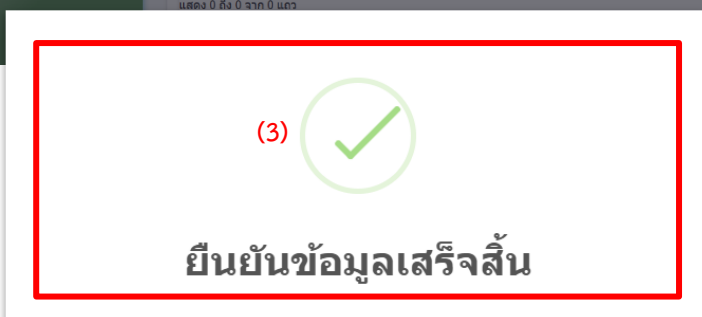 แสดง 0 ถึง 0 จาก 0 แถว
(3)
ยืนยันข้อมูลเสร็จสิ้น